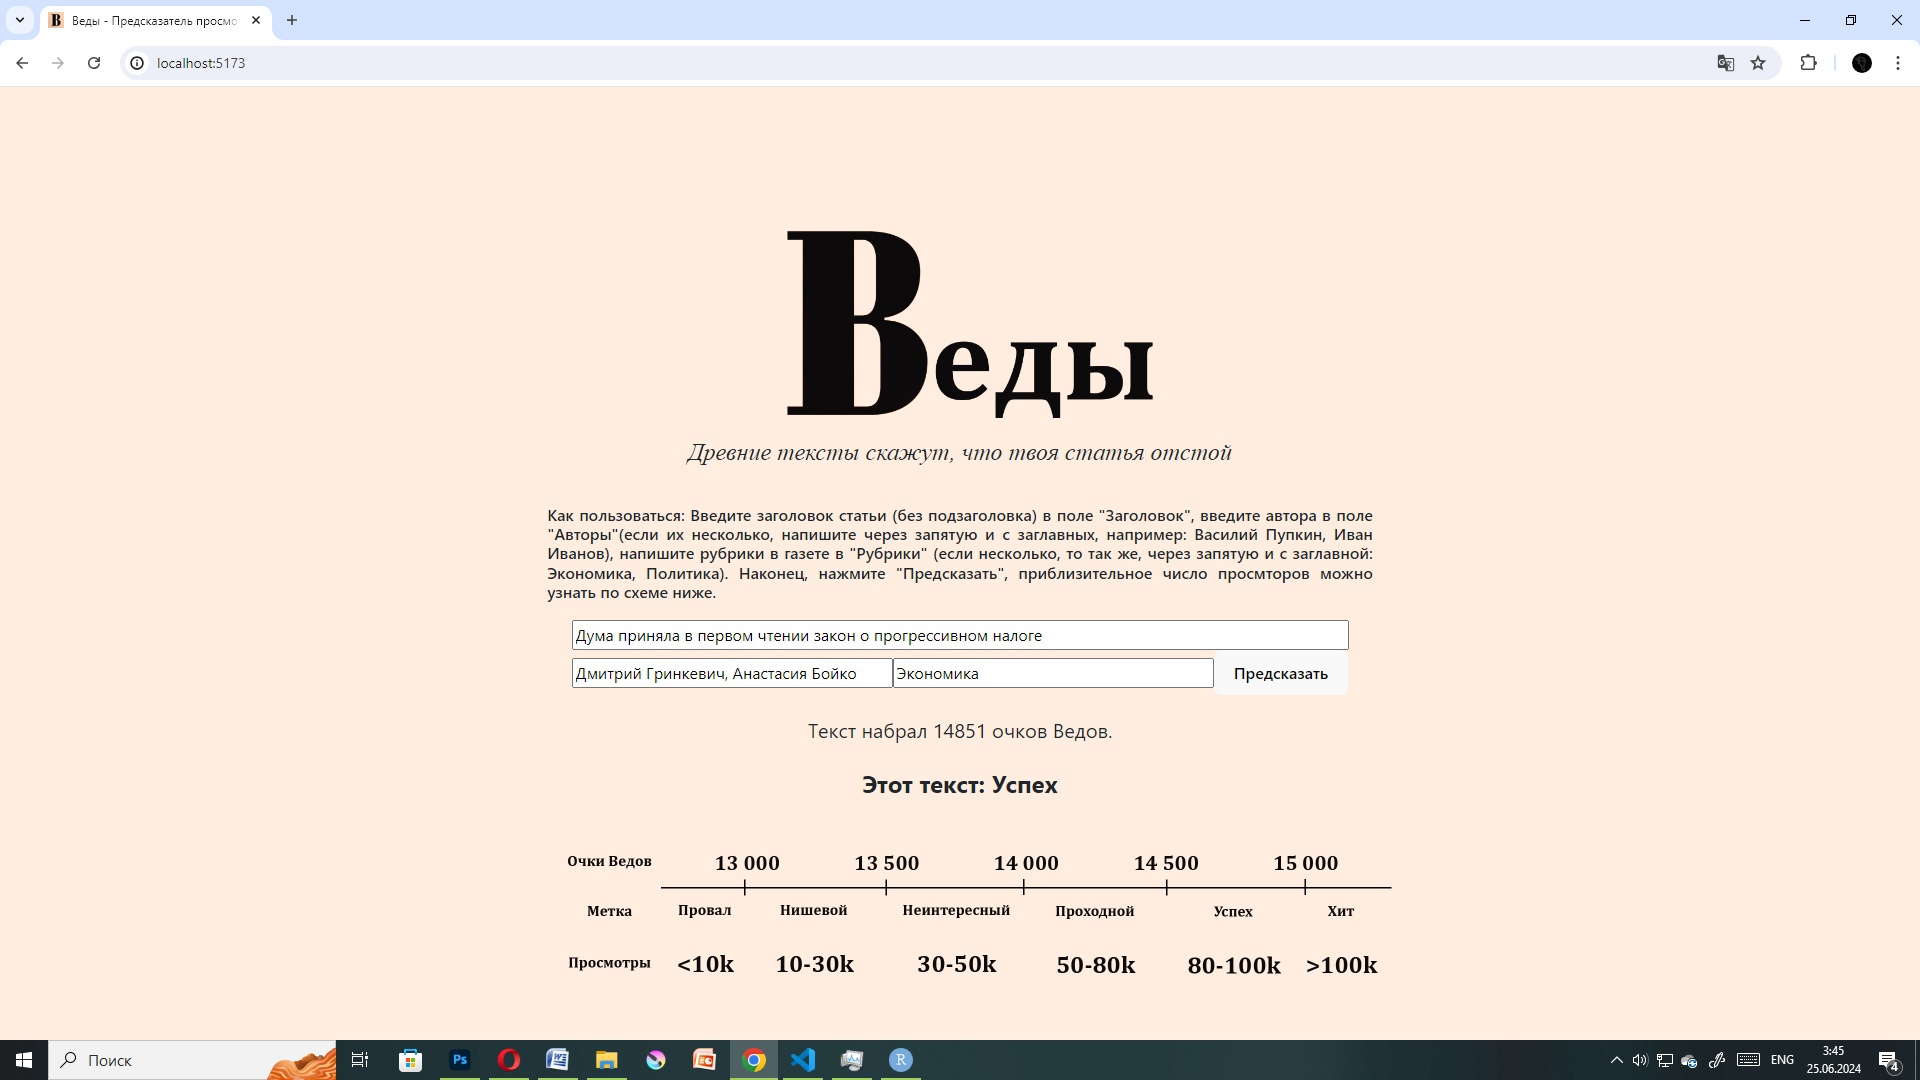 Веды - Предсказатель просмо
localhost:5173
Веды
Древние тексты скажут, что твоя статья отстой
Как пользоваться: Введите заголовок статьи (без подзаголовка) в поле "Заголовок", введите автора в поле
"Авторы"(если их несколько, напишите через запятую и с заглавных, например: Василий Пупкин, Иван
Иванов), напишите рубрики в газете в "Рубрики" (если несколько, то так же, через запятую и с заглавной:
Экономика, Политика). Наконец, нажмите "Предсказать", приблизительное число просмторов можно
узнать по схеме ниже.
Дума приняла в первом чтении закон о прогрессивном налоге
Дмитрий Гринкевич, Анастасия Бойко Экономика Предсказать
Текст набрал 14851 очков Ведов.
Этот текст: Успех
Очки Ведов 13 000 13 500 14 000 14 500 15 000
Метка Провал Нишевой Неинтересный Проходной Успех Хит
Просмотры <10k 10-30k 30-50k 50-80k 80-100k >100k
Поиск
ENG
3:45
25.06.2024
4